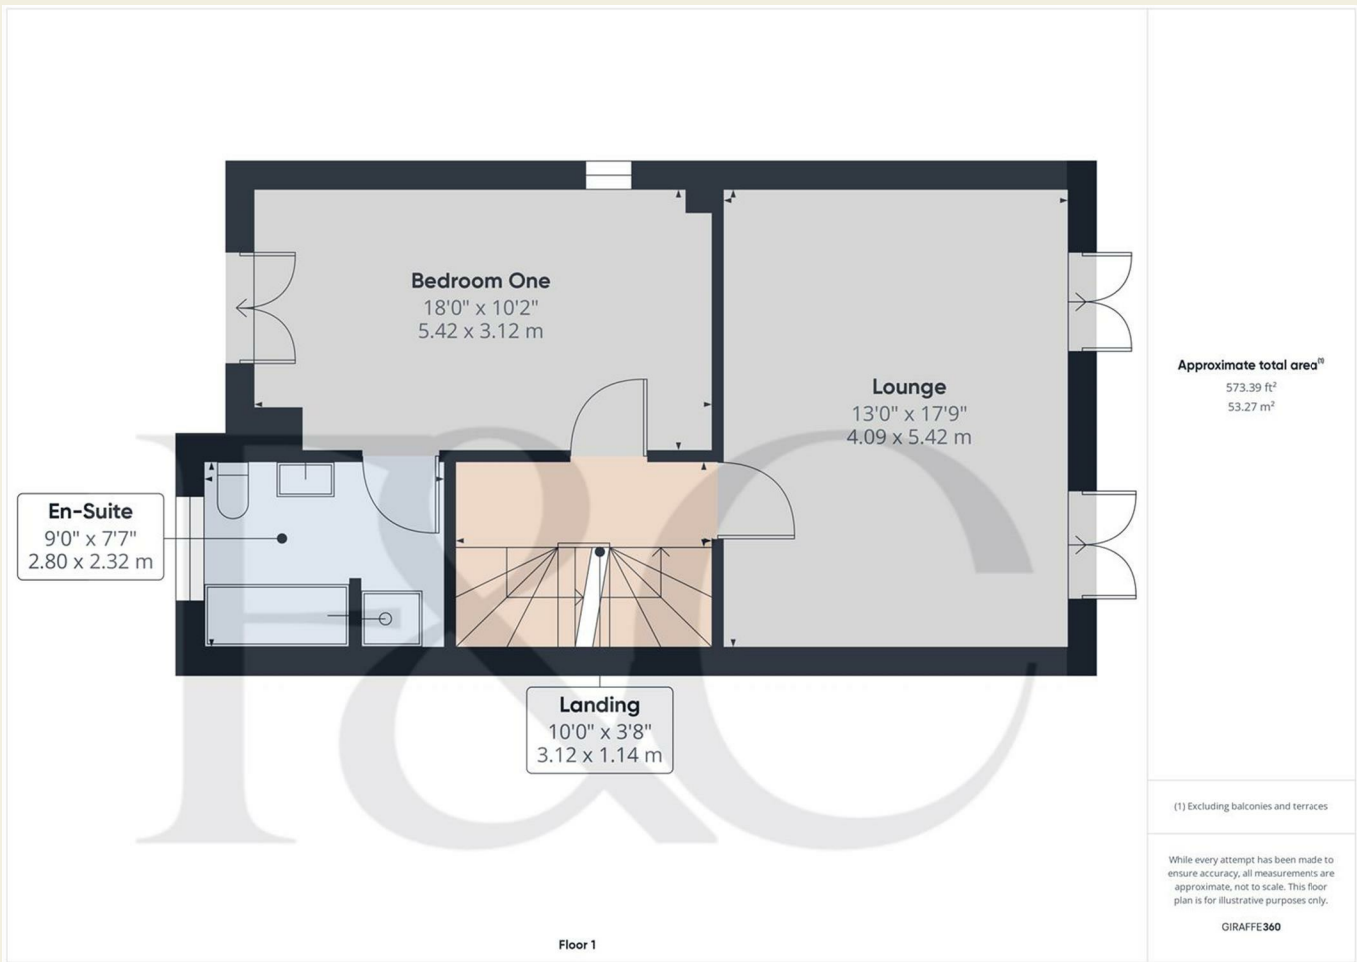 Bedroom One
18'0" x 10'2"
5.42 x 3.12 m
Lounge
13'0" x 17'9"
4.09 x 5.42 m
En-Suite
9'0" x 7'7"
2.80 x 2.32 m
Landing
10'0" x 3'8"
3.12 x 1.14 m
F&C
Floor 1
Approximate total area(1)
573.39 ft²
53.27 m²
(1) Excluding balconies and terraces
While every attempt has been made to
ensure accuracy, all measurements are
approximate, not to scale. This floor
plan is for illustrative purposes only.
GIRAFFE360